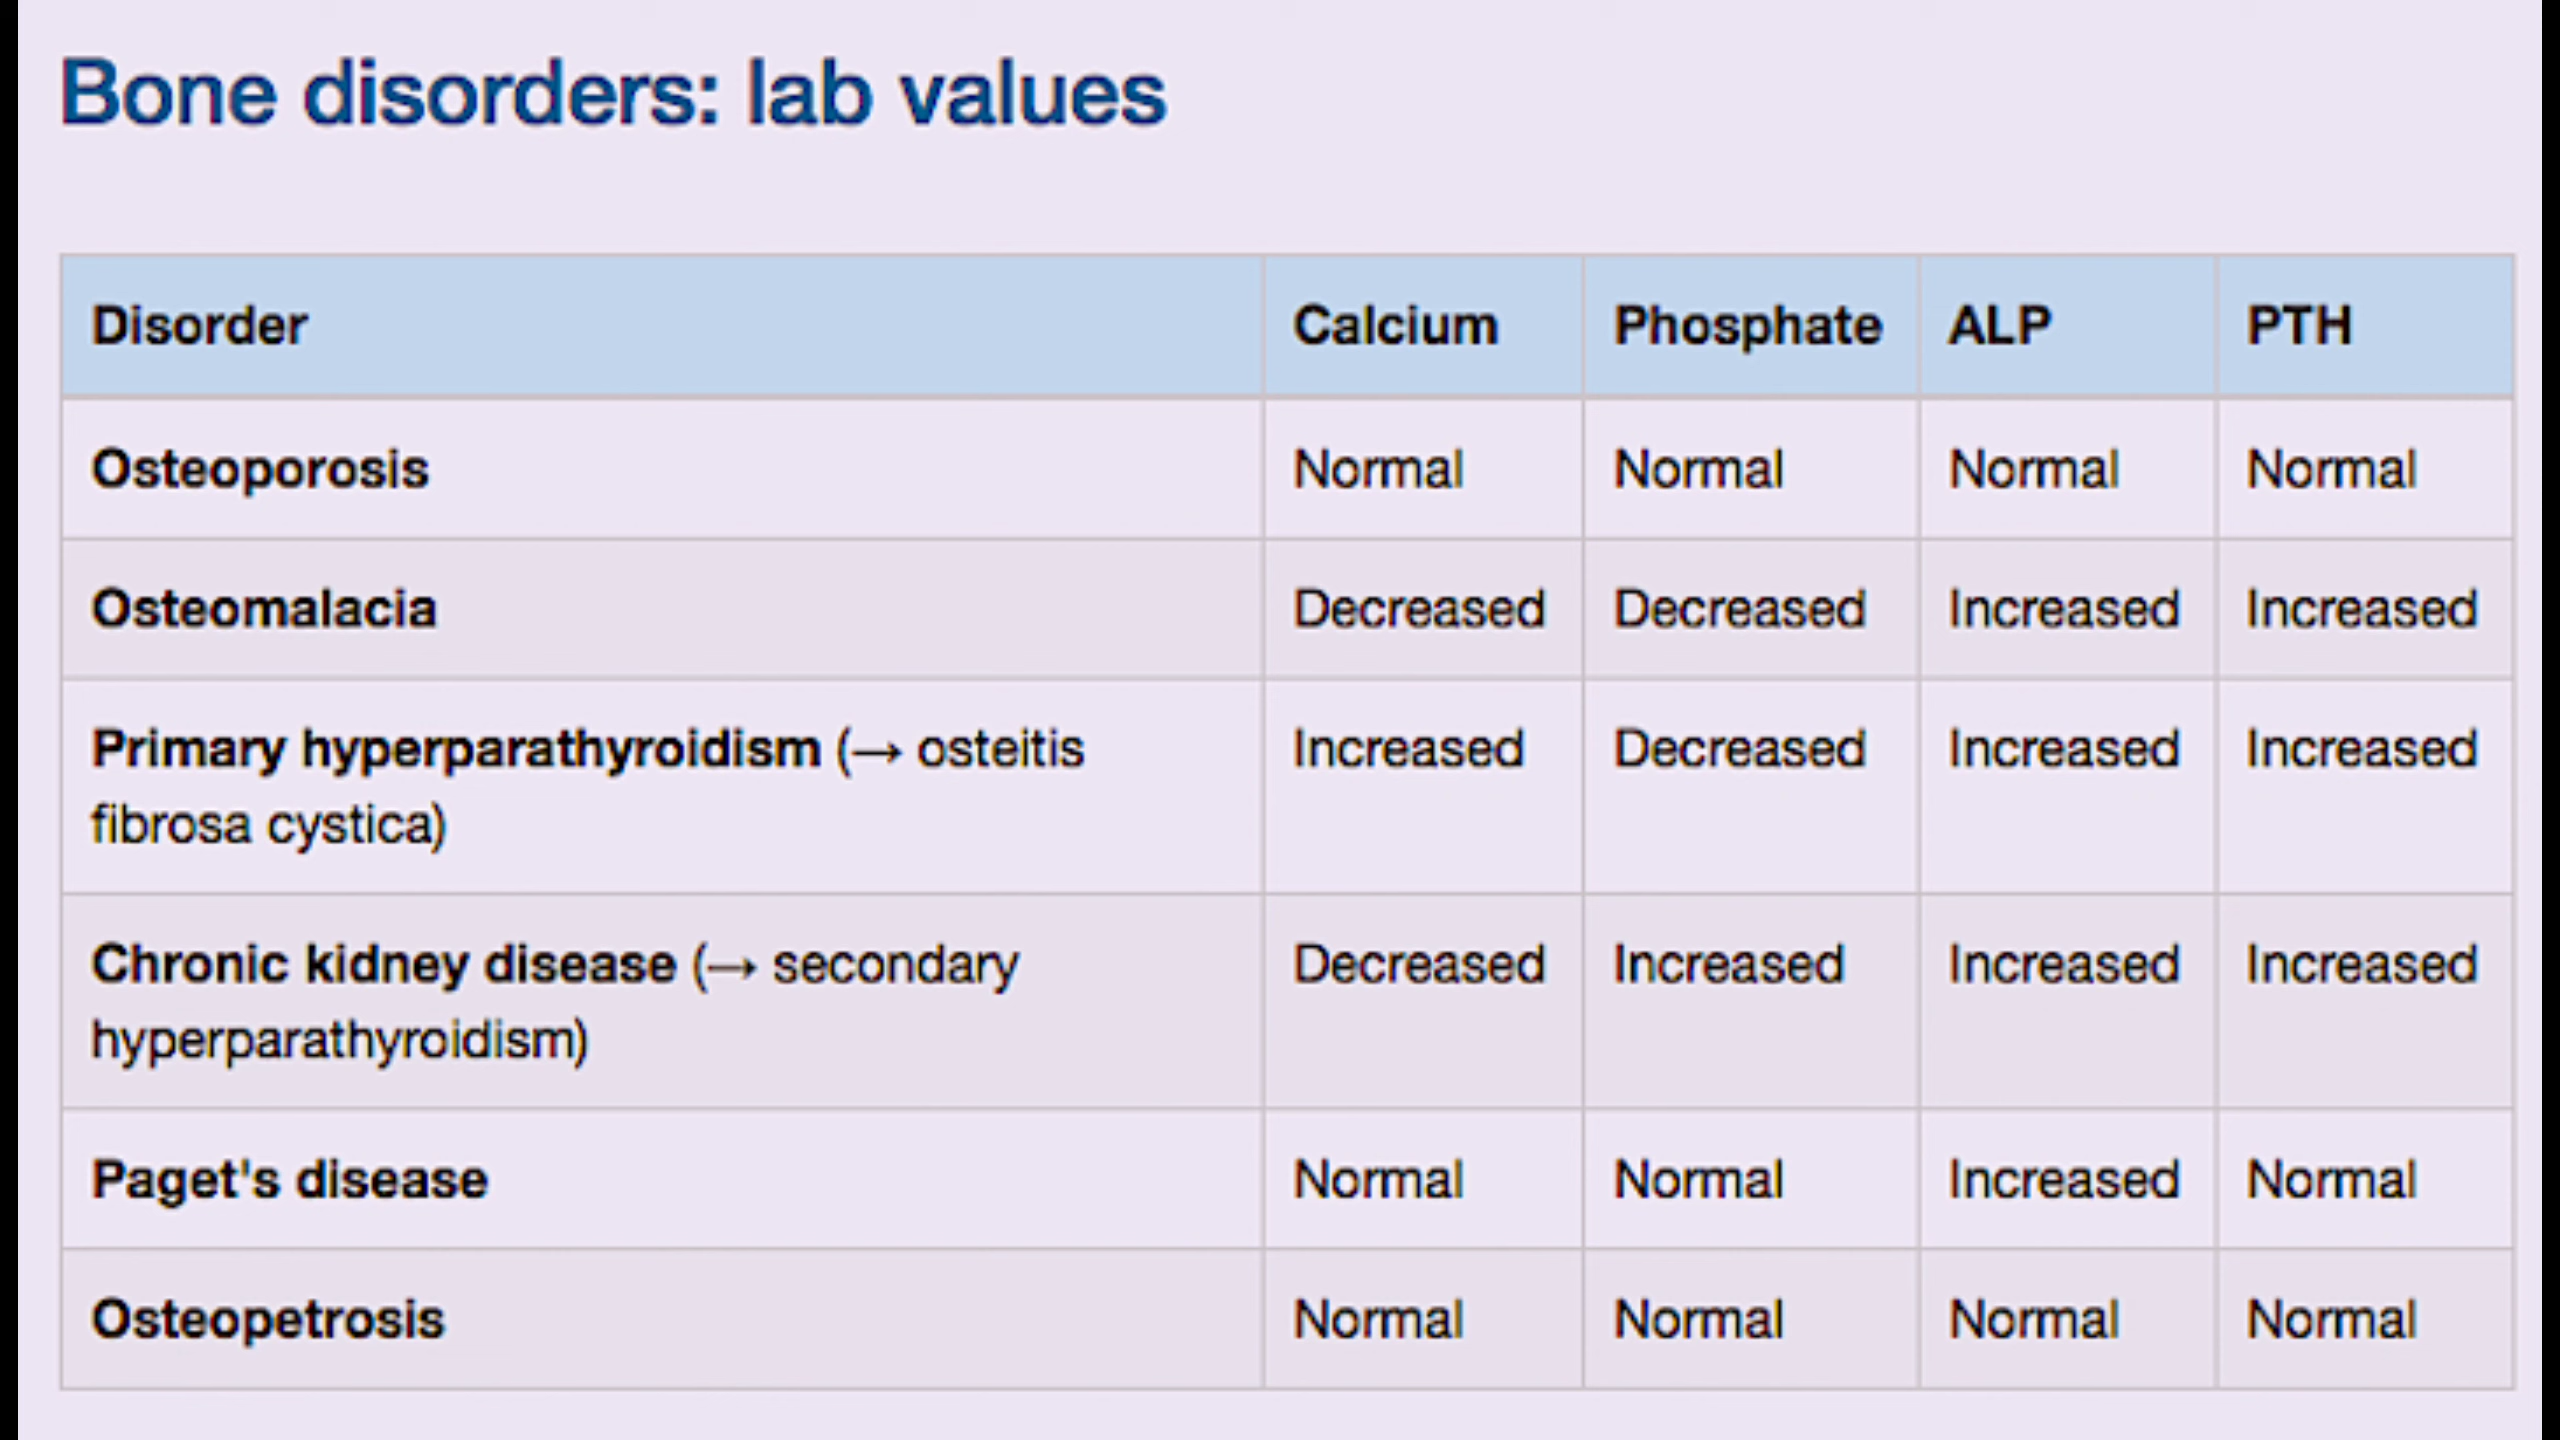 Bone disorders: lab values
Disorder Calcium Phosphate ALP PTH
Osteoporosis Normal Normal Normal Normal
Osteomalacia Decreased Decreased Increased Increased
Primary hyperparathyroidism (→ osteitis Increased Decreased Increased Increased
fibrosa cystica)
Chronic kidney disease (→ secondary Decreased Increased Increased Increased
hyperparathyroidism)
Paget's disease Normal Normal Increased Normal
Osteopetrosis Normal Normal Normal Normal